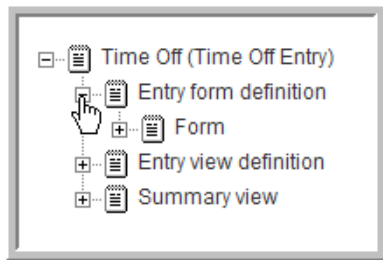 Time Off (Time Off Entry)
Entry form definition
Form
Entry view definition
Summary view